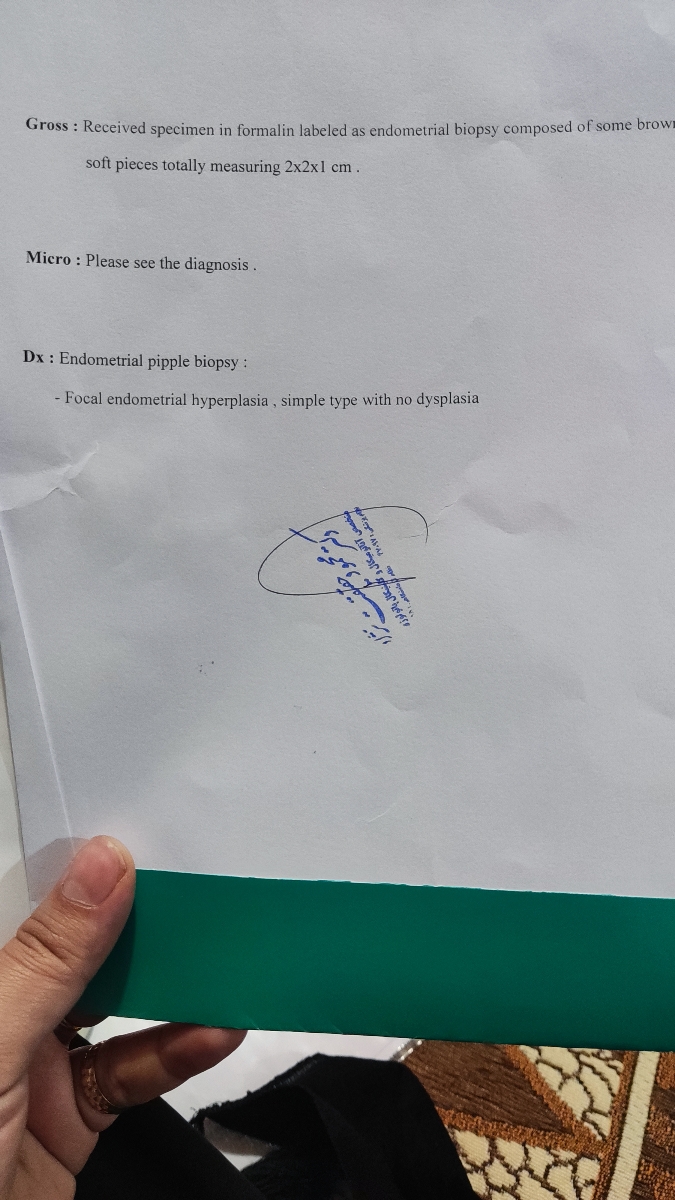 Gross : Received specimen in formalin labeled as endometrial biopsy composed of some brown
soft pieces totally measuring 2x2x1 cm .
Micro : Please see the diagnosis .
Dx : Endometrial pipple biopsy :
- Focal endometrial hyperplasia , simple type with no dysplasia